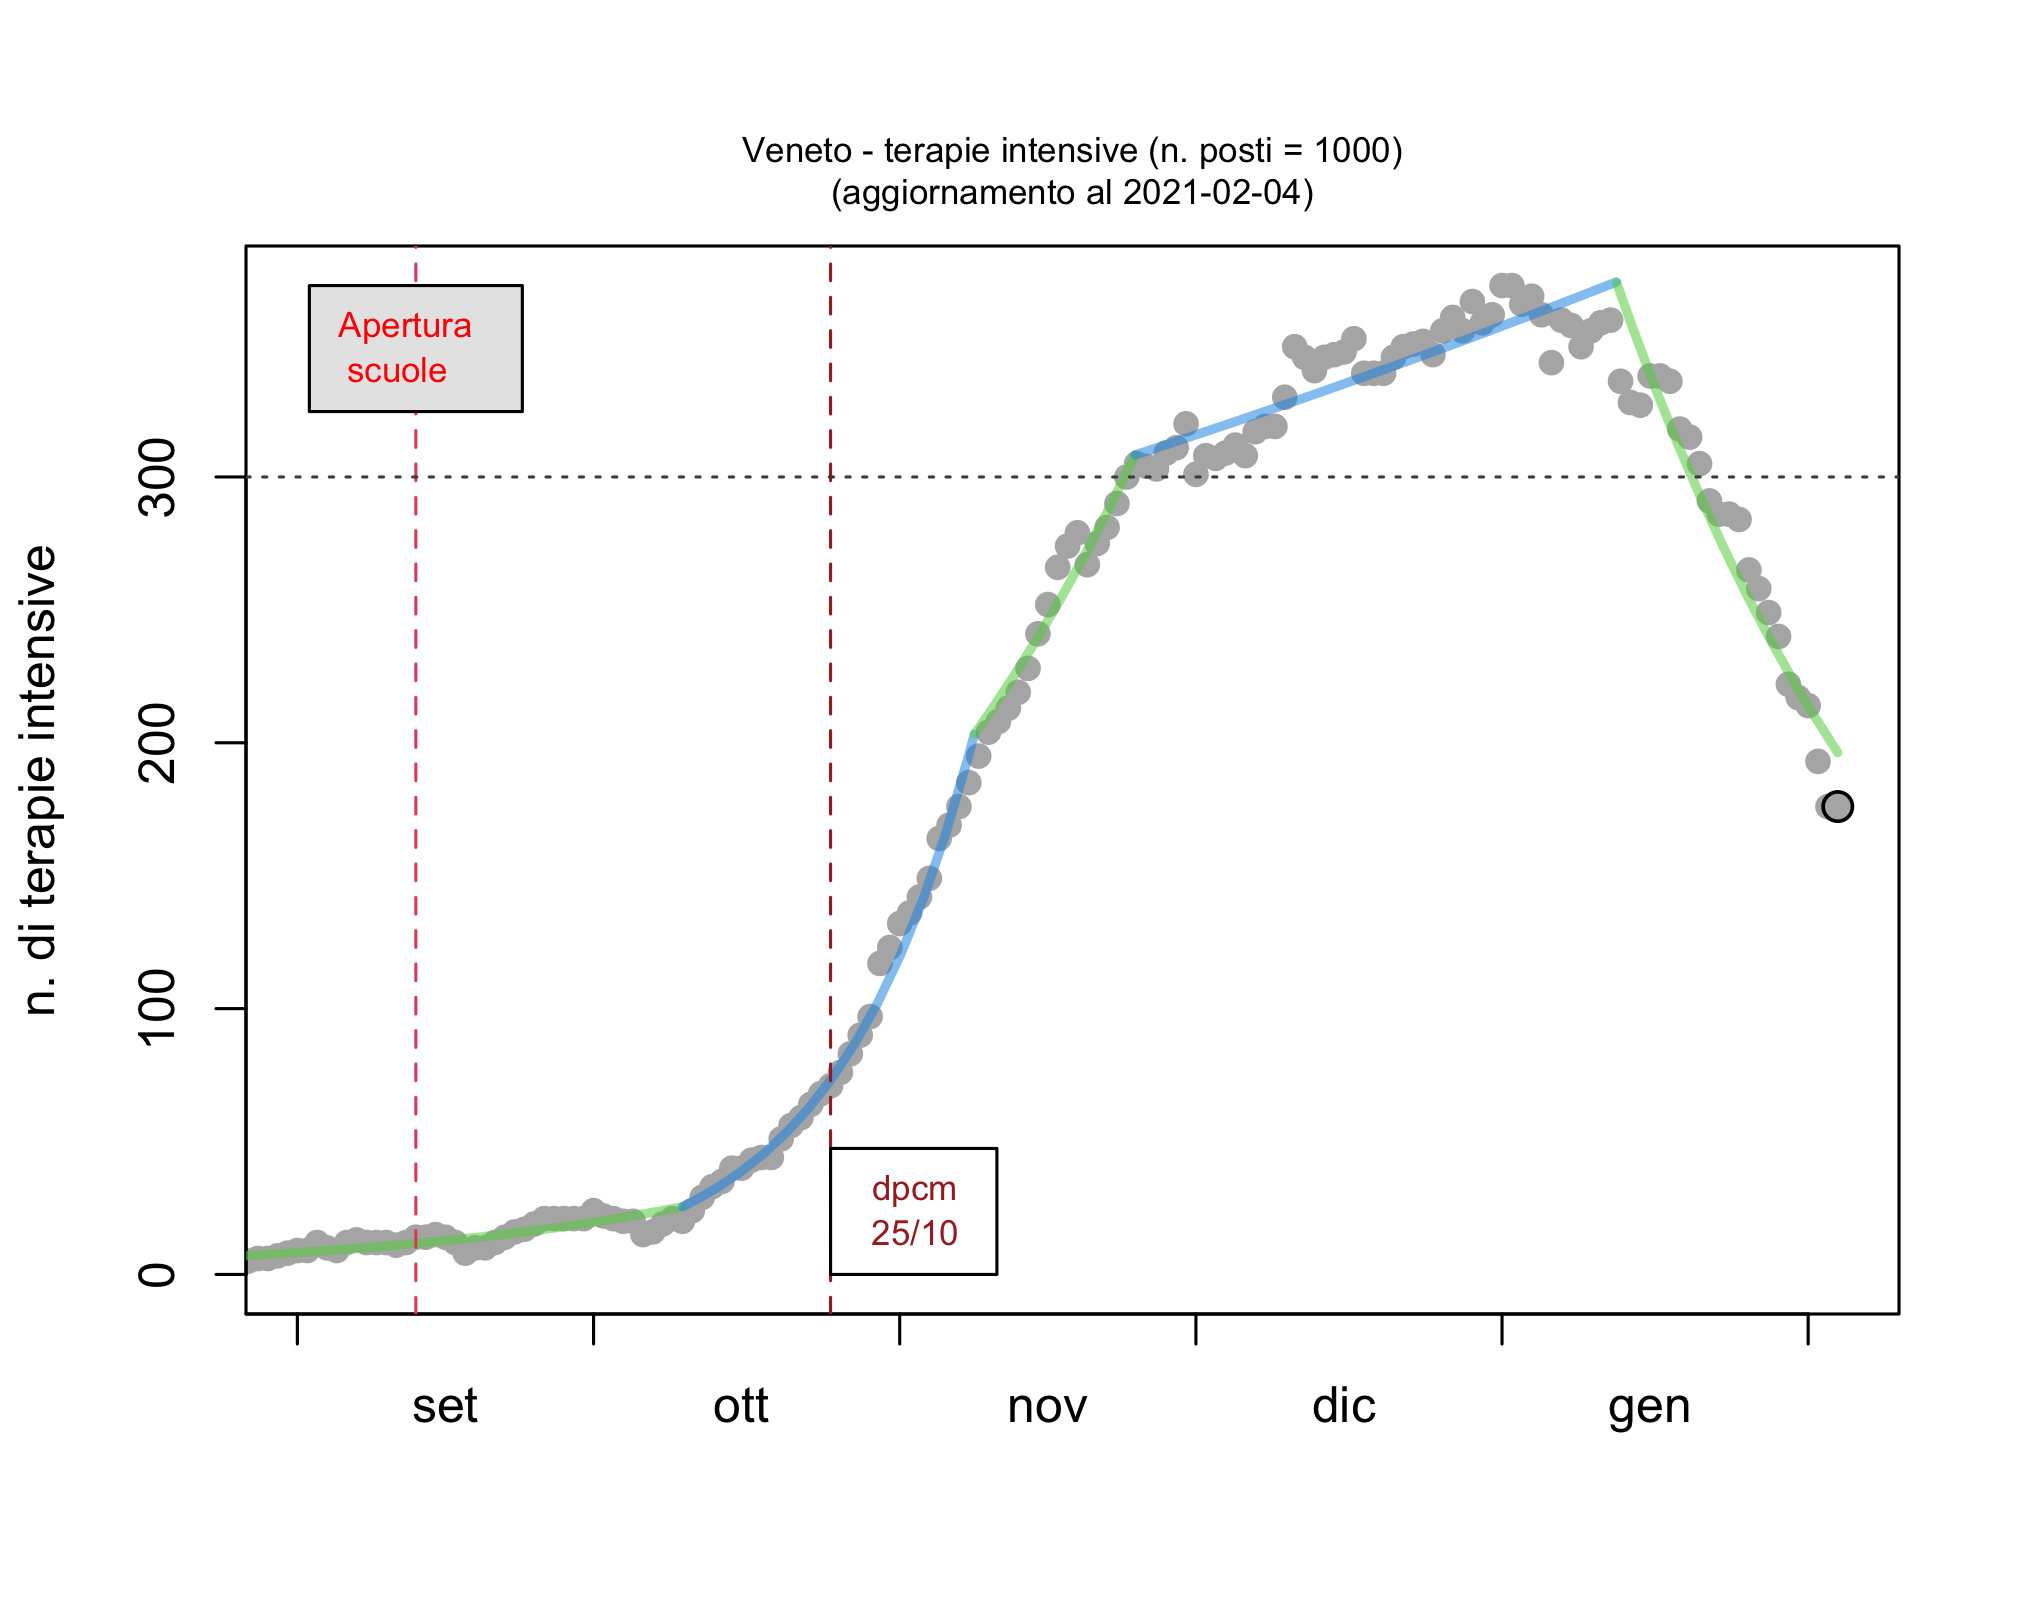 Veneto - terapie intensive (n. posti = 1000)
(aggiornamento al 2021-02-04)
Apertura
scuole
n. di terapie intensive
300
200
100
0
dpcm
25/10
set ott nov dic gen